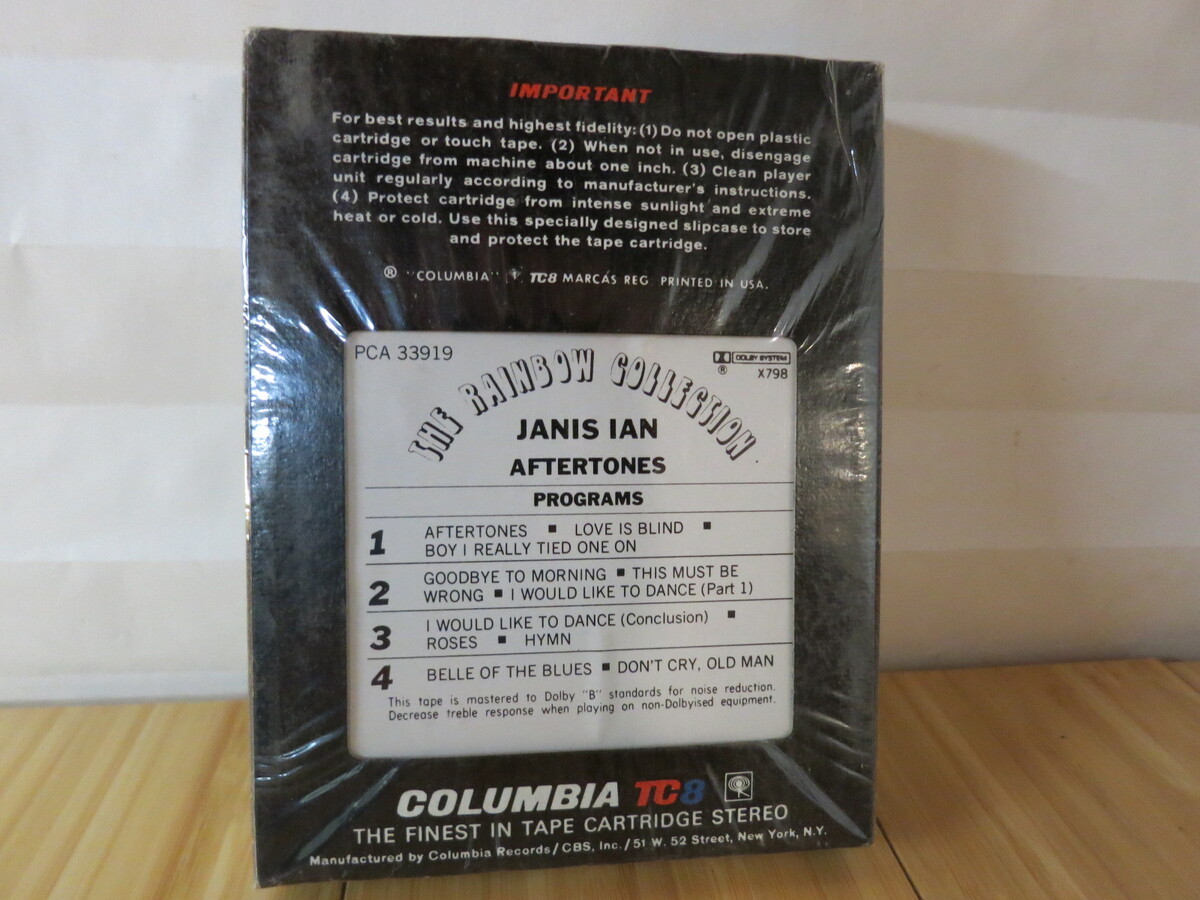 IMPORTANT
For best results and highest fidelity: (1) Do not open plastic
cartridge or touch tape. (2) When not in use, disengage
cartridge from machine about one inch. (3) Clean player
unit regularly according to manufacturer's instructions.
(4) Protect cartridge from intense sunlight and extreme
heat or cold. Use this specially designed slipcase to store
and protect the tape cartridge.
® "COLUMBIA" TC8 MARCAS REG PRINTED IN USA.
PCA 33919
DOLBY SYSTEM
® X798
THE RAINBOW COLLECTION
JANIS IAN
AFTERTONES
PROGRAMS
1 AFTERTONES ■ LOVE IS BLIND ■
BOY I REALLY TIED ONE ON
2 GOODBYE TO MORNING ■ THIS MUST BE
WRONG ■ I WOULD LIKE TO DANCE (Part 1)
3 I WOULD LIKE TO DANCE (Conclusion) ■
ROSES ■ HYMN
4 BELLE OF THE BLUES ■ DON'T CRY, OLD MAN
This tape is mastered to Dolby "B" standards for noise reduction.
Decrease treble response when playing on non-Dolbyised equipment.
COLUMBIA TC8
THE FINEST IN TAPE CARTRIDGE STEREO
Manufactured by Columbia Records/CBS, Inc./51 W. 52 Street, New York, N.Y.